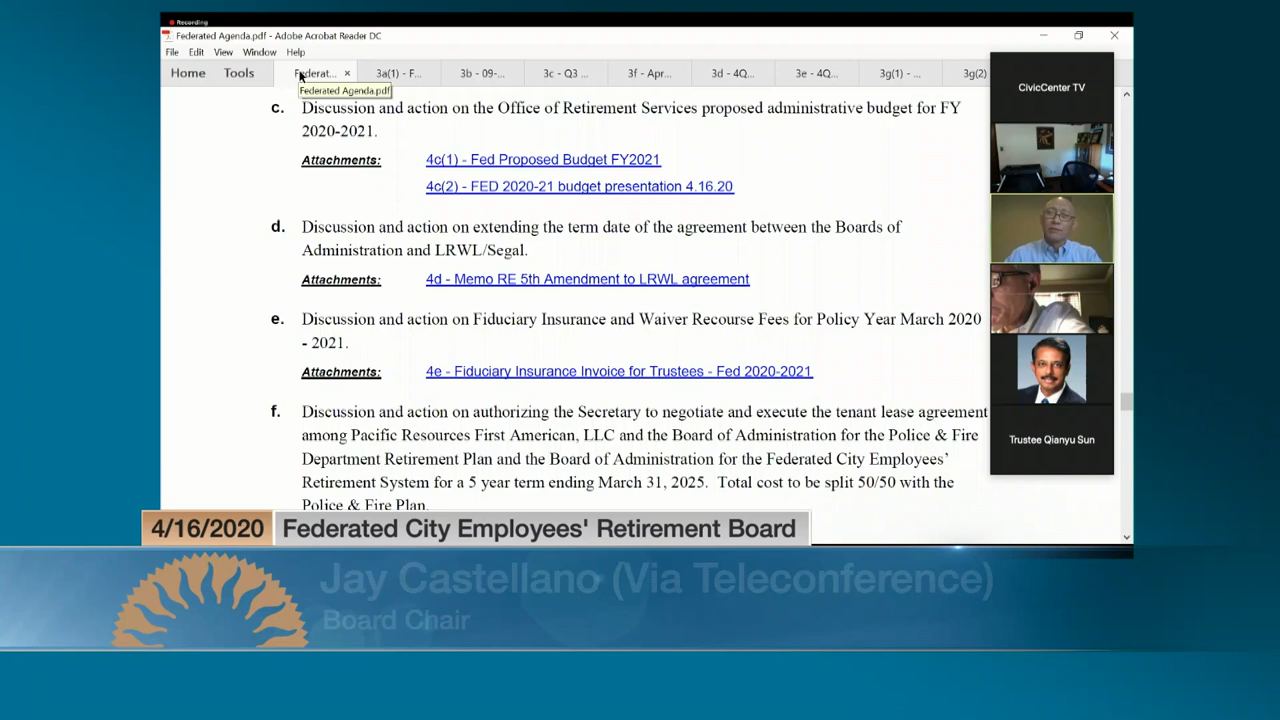 Recording
Federated Agenda.pdf - Adobe Acrobat Reader DC
File Edit View Window Help
Home Tools Federat... × 3a(1) - F... 3b - 09-... 3c - Q3 ... 3f - Apr... 3d - 4Q... 3e - 4Q... 3g(1) - ... 3g(2)
Federated Agenda.pdf
c. Discussion and action on the Office of Retirement Services proposed administrative budget for FY
2020-2021.
Attachments: 4c(1) - Fed Proposed Budget FY2021
4c(2) - FED 2020-21 budget presentation 4.16.20
d. Discussion and action on extending the term date of the agreement between the Boards of
Administration and LRWL/Segal.
Attachments: 4d - Memo RE 5th Amendment to LRWL agreement
e. Discussion and action on Fiduciary Insurance and Waiver Recourse Fees for Policy Year March 2020
- 2021.
Attachments: 4e - Fiduciary Insurance Invoice for Trustees - Fed 2020-2021
f. Discussion and action on authorizing the Secretary to negotiate and execute the tenant lease agreement
among Pacific Resources First American, LLC and the Board of Administration for the Police & Fire
Department Retirement Plan and the Board of Administration for the Federated City Employees'
Retirement System for a 5 year term ending March 31, 2025. Total cost to be split 50/50 with the
Police & Fire Plan.
CivicCenter TV
Trustee Qianyu Sun
4/16/2020 Federated City Employees' Retirement Board
Jay Castellano (Via Teleconference)
Board Chair